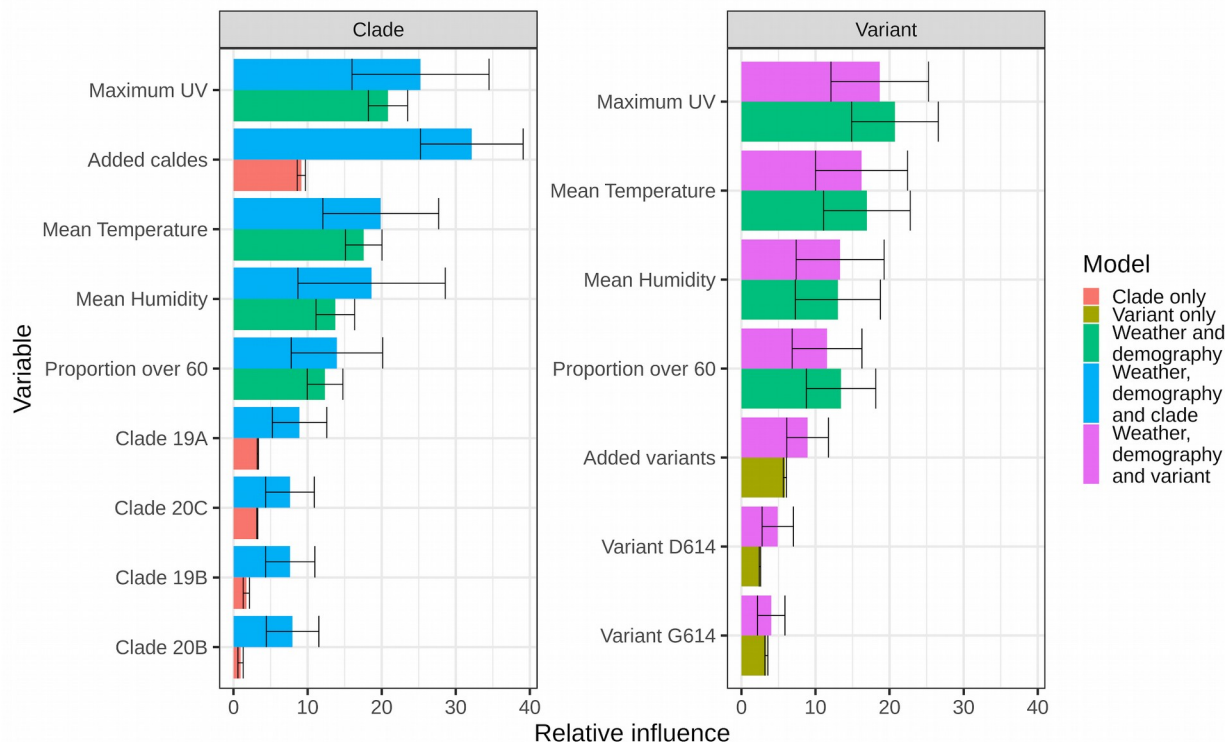 Clade
Variant
Variable
Maximum UV
Added caldes
Mean Temperature
Mean Humidity
Proportion over 60
Clade 19A
Clade 20C
Clade 19B
Clade 20B
0 10 20 30 40
Maximum UV
Mean Temperature
Mean Humidity
Proportion over 60
Added variants
Variant D614
Variant G614
0 10 20 30 40
Relative influence
Model
Clade only
Variant only
Weather and
demography
Weather,
demography
and clade
Weather,
demography
and variant